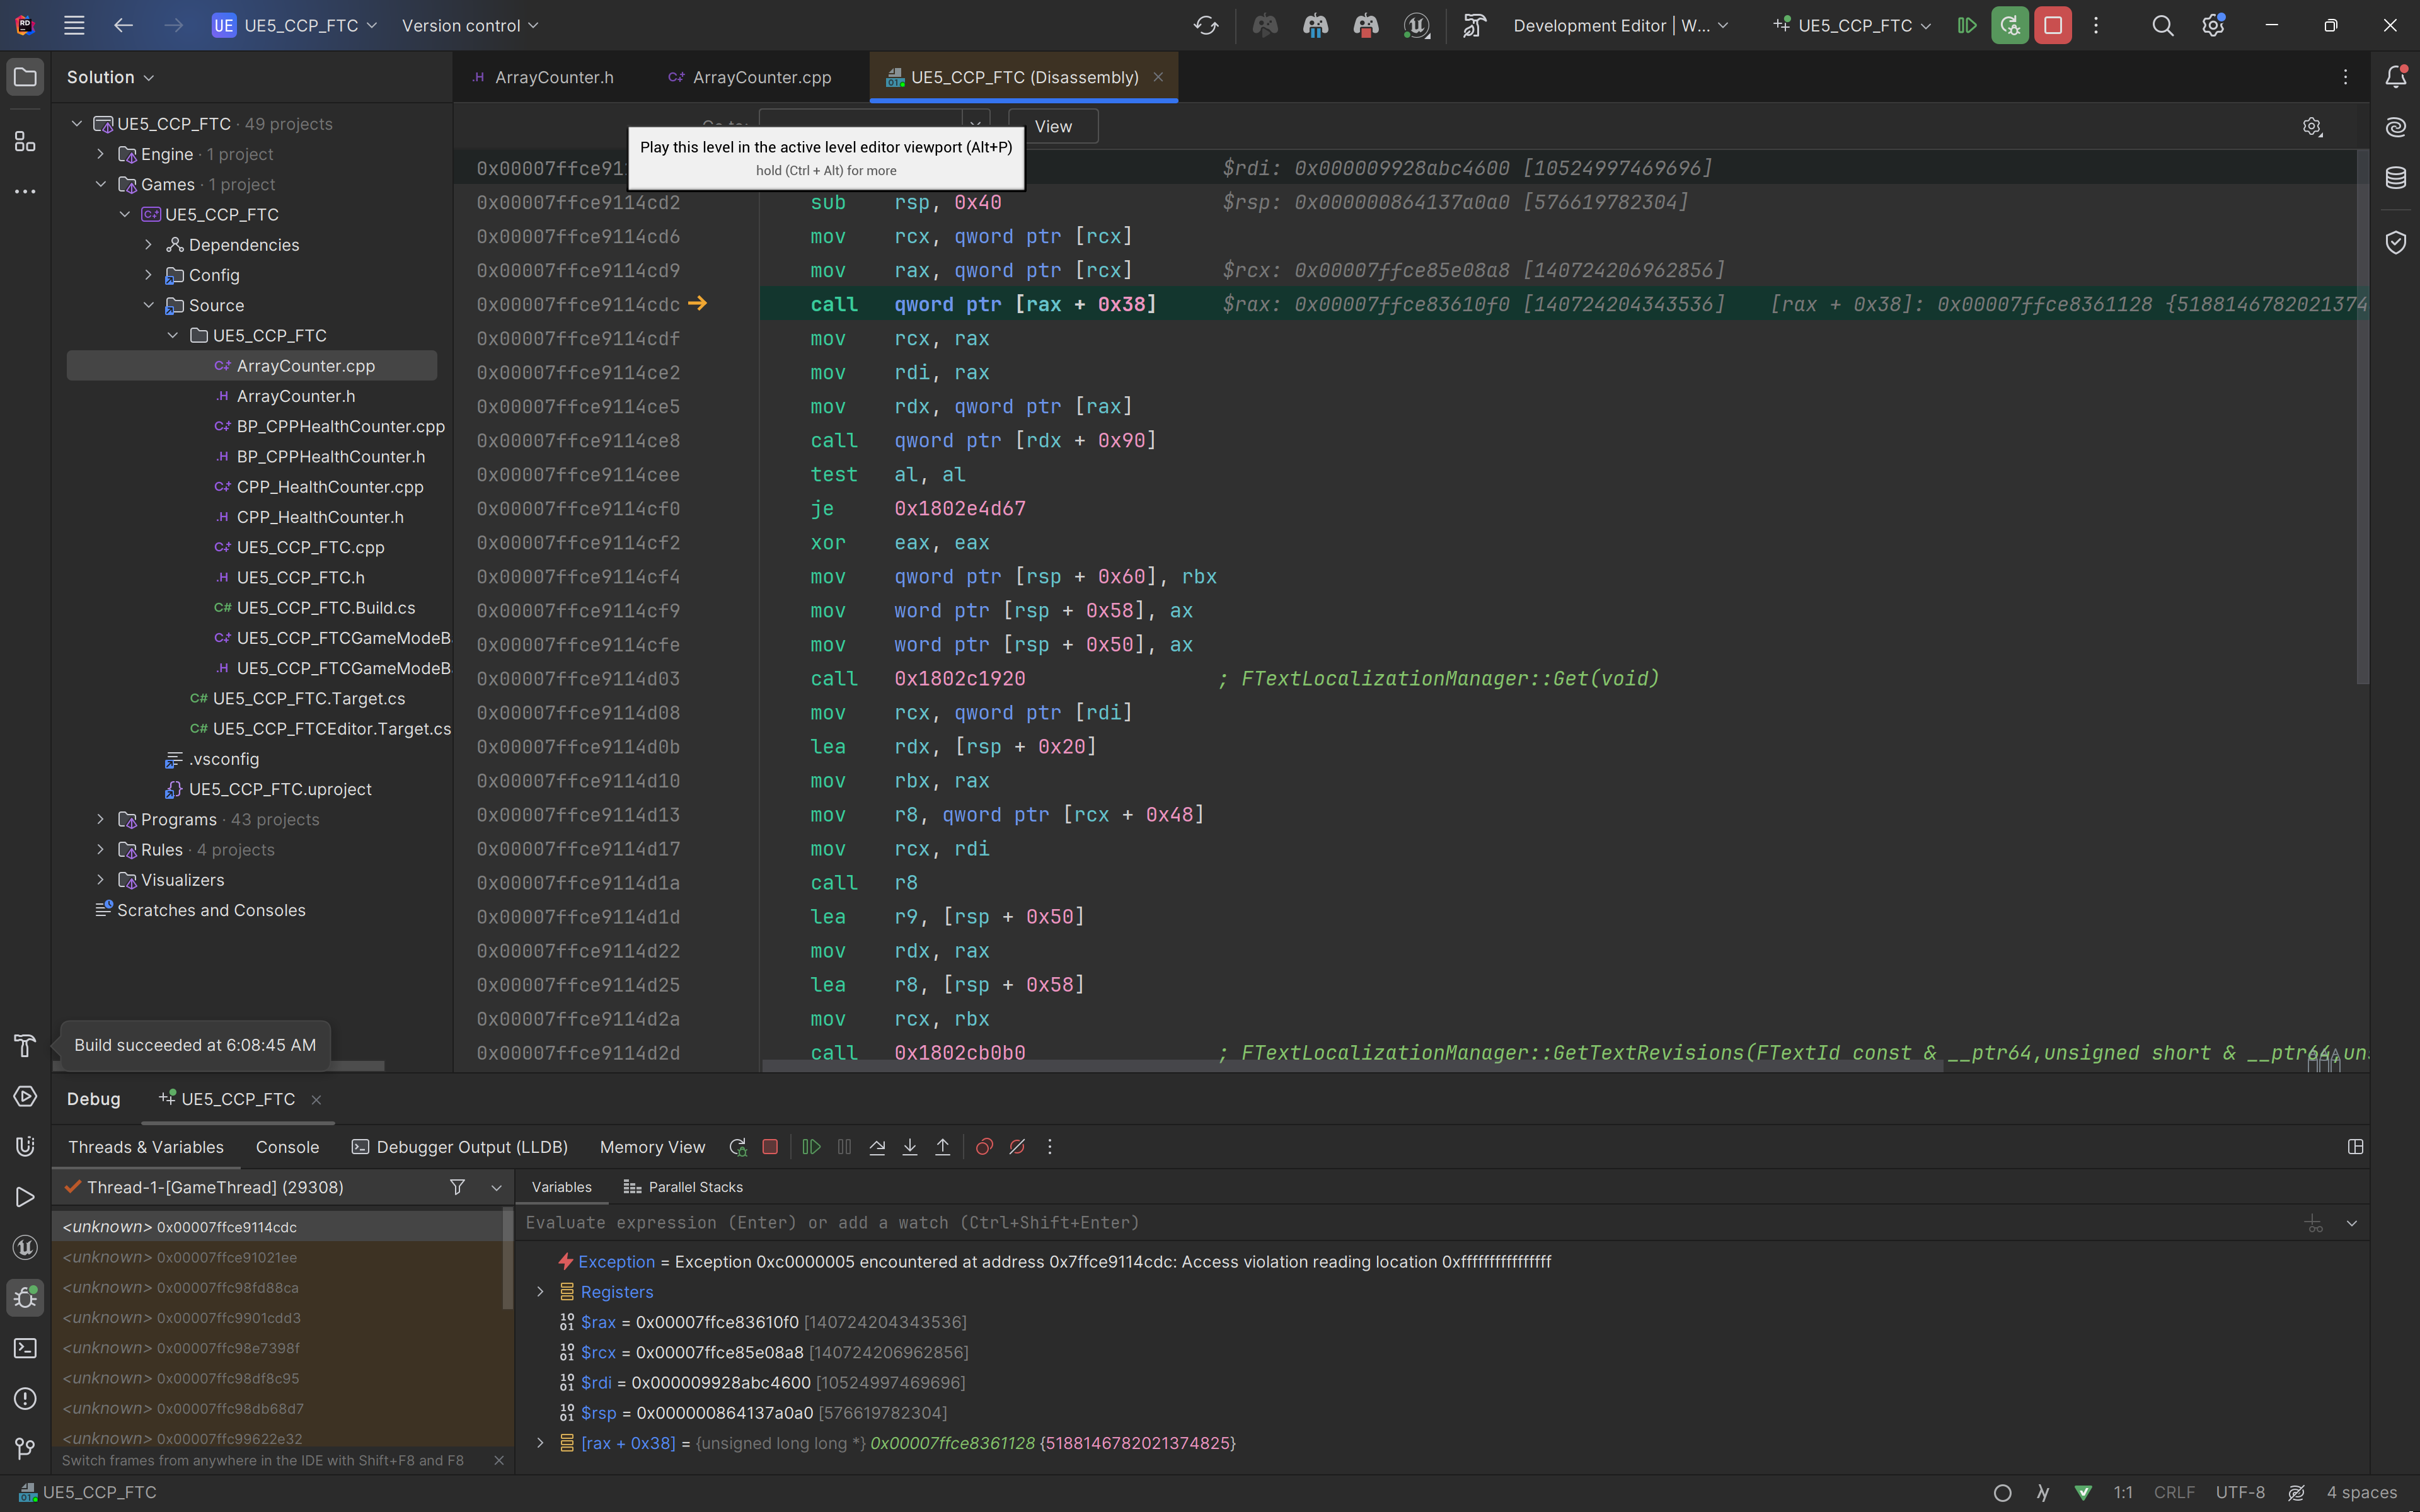 UE UE5_CCP_FTC Version control Development Editor | W... UE5_CCP_FTC
Solution
ArrayCounter.h ArrayCounter.cpp UE5_CCP_FTC (Disassembly)
View
Play this level in the active level editor viewport (Alt+P)
hold (Ctrl + Alt) for more
UE5_CCP_FTC · 49 projects
Engine · 1 project
Games · 1 project
UE5_CCP_FTC
Dependencies
Config
Source
UE5_CCP_FTC
ArrayCounter.cpp
ArrayCounter.h
BP_CPPHealthCounter.cpp
BP_CPPHealthCounter.h
CPP_HealthCounter.cpp
CPP_HealthCounter.h
UE5_CCP_FTC.cpp
UE5_CCP_FTC.h
UE5_CCP_FTC.Build.cs
UE5_CCP_FTCGameModeB
UE5_CCP_FTCGameModeB
UE5_CCP_FTC.Target.cs
UE5_CCP_FTCEditor.Target.cs
.vsconfig
UE5_CCP_FTC.uproject
Programs · 43 projects
Rules · 4 projects
Visualizers
Scratches and Consoles
Build succeeded at 6:08:45 AM
0x00007ffce911 $rdi: 0x000009928abc4600 [10524997469696]
0x00007ffce9114cd2 sub rsp, 0x40 $rsp: 0x000000864137a0a0 [576619782304]
0x00007ffce9114cd6 mov rcx, qword ptr [rcx]
0x00007ffce9114cd9 mov rax, qword ptr [rcx] $rcx: 0x00007ffce85e08a8 [140724206962856]
0x00007ffce9114cdc call qword ptr [rax + 0x38] $rax: 0x00007ffce83610f0 [140724204343536] [rax + 0x38]: 0x00007ffce8361128 {5188146782021374
0x00007ffce9114cdf mov rcx, rax
0x00007ffce9114ce2 mov rdi, rax
0x00007ffce9114ce5 mov rdx, qword ptr [rax]
0x00007ffce9114ce8 call qword ptr [rdx + 0x90]
0x00007ffce9114cee test al, al
0x00007ffce9114cf0 je 0x1802e4d67
0x00007ffce9114cf2 xor eax, eax
0x00007ffce9114cf4 mov qword ptr [rsp + 0x60], rbx
0x00007ffce9114cf9 mov word ptr [rsp + 0x58], ax
0x00007ffce9114cfe mov word ptr [rsp + 0x50], ax
0x00007ffce9114d03 call 0x1802c1920 ; FTextLocalizationManager::Get(void)
0x00007ffce9114d08 mov rcx, qword ptr [rdi]
0x00007ffce9114d0b lea rdx, [rsp + 0x20]
0x00007ffce9114d10 mov rbx, rax
0x00007ffce9114d13 mov r8, qword ptr [rcx + 0x48]
0x00007ffce9114d17 mov rcx, rdi
0x00007ffce9114d1a call r8
0x00007ffce9114d1d lea r9, [rsp + 0x50]
0x00007ffce9114d22 mov rdx, rax
0x00007ffce9114d25 lea r8, [rsp + 0x58]
0x00007ffce9114d2a mov rcx, rbx
0x00007ffce9114d2d call 0x1802cb0b0 ; FTextLocalizationManager::GetTextRevisions(FTextId const & __ptr64,unsigned short & __ptr64,uns
Debug UE5_CCP_FTC
Threads & Variables Console Debugger Output (LLDB) Memory View
Thread-1-[GameThread] (29308)
<unknown> 0x00007ffce9114cdc
<unknown> 0x00007ffce91021ee
<unknown> 0x00007ffc98fd88ca
<unknown> 0x00007ffc9901cdd3
<unknown> 0x00007ffc98e7398f
<unknown> 0x00007ffc98df8c95
<unknown> 0x00007ffc98db68d7
<unknown> 0x00007ffc99622e32
Switch frames from anywhere in the IDE with Shift+F8 and F8
Variables Parallel Stacks
Evaluate expression (Enter) or add a watch (Ctrl+Shift+Enter)
Exception = Exception 0xc0000005 encountered at address 0x7ffce9114cdc: Access violation reading location 0xffffffffffffffff
Registers
$rax = 0x00007ffce83610f0 [140724204343536]
$rcx = 0x00007ffce85e08a8 [140724206962856]
$rdi = 0x000009928abc4600 [10524997469696]
$rsp = 0x000000864137a0a0 [576619782304]
[rax + 0x38] = {unsigned long long *} 0x00007ffce8361128 {5188146782021374825}
UE5_CCP_FTC 1:1 CRLF UTF-8 4 spaces